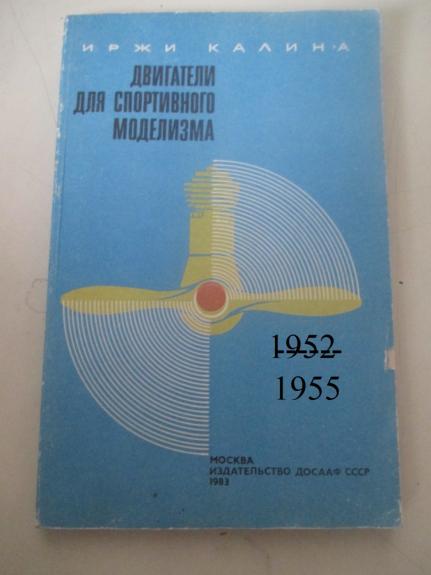 ИРЖИ КАЛИНА
ДВИГАТЕЛИ
ДЛЯ СПОРТИВНОГО
МОДЕЛИЗМА
1952
1955
МОСКВА
ИЗДАТЕЛЬСТВО ДОСААФ СССР
1983